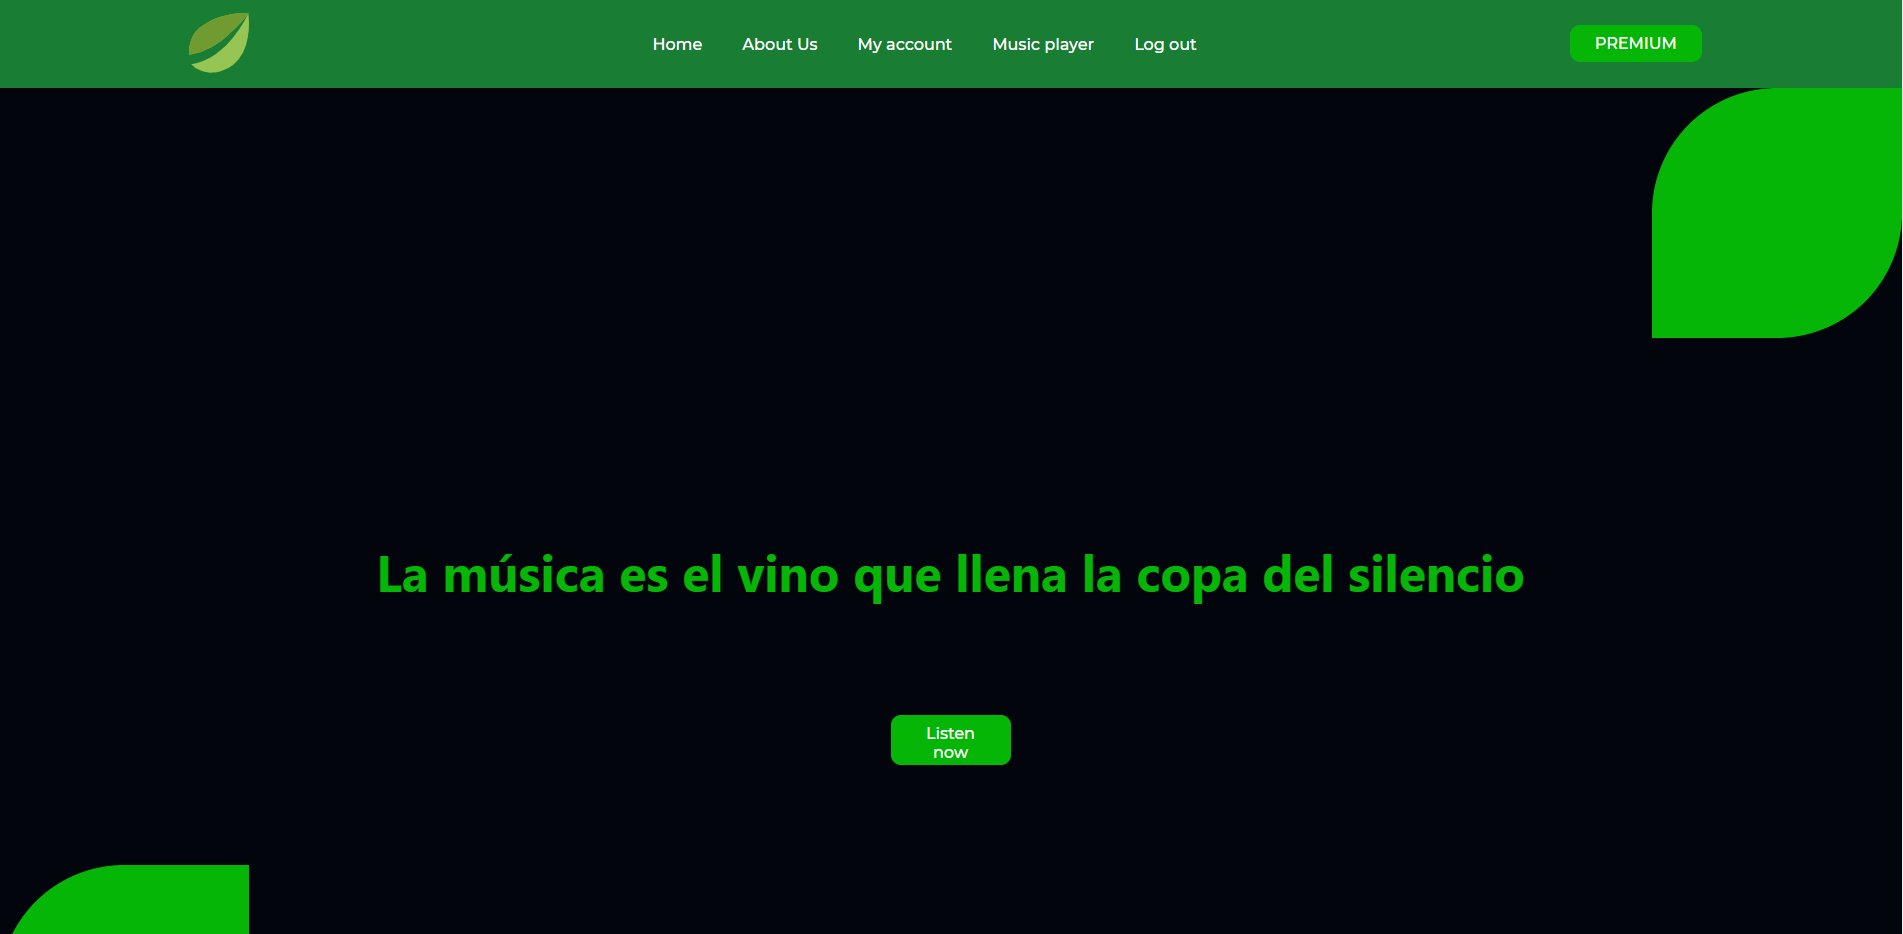 Home About Us My account Music player Log out PREMIUM
La música es el vino que llena la copa del silencio
Listen
now